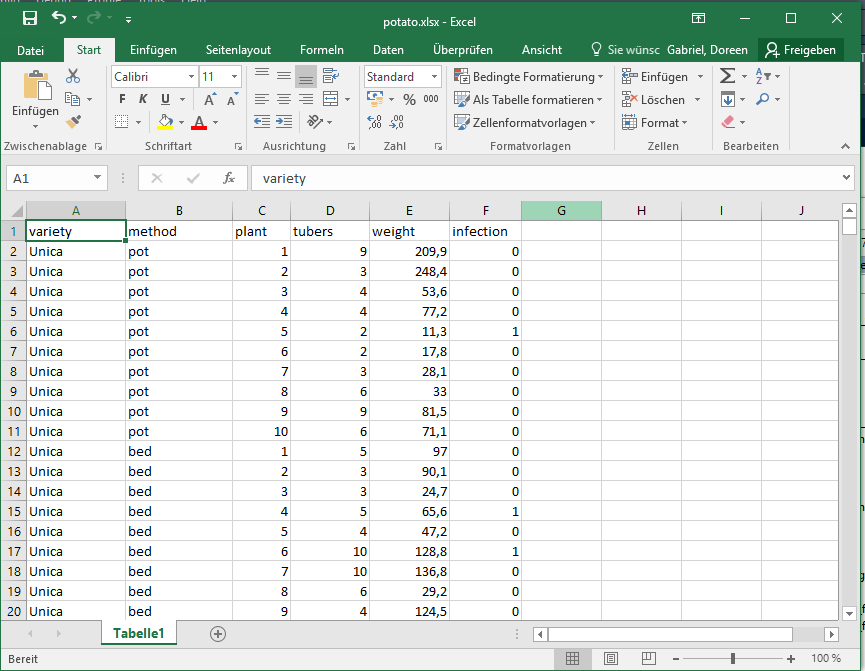 potato.xlsx - Excel
Datei Start Einfügen Seitenlayout Formeln Daten Überprüfen Ansicht Sie wünsc Gabriel, Doreen Freigeben
Einfügen
Calibri 11
F K U A A
A
Standard
% 000
Bedingte Formatierung
Als Tabelle formatieren
Zellenformatvorlagen
Einfügen
Löschen
Format
Zwischenablage Schriftart Ausrichtung Zahl Formatvorlagen Zellen Bearbeiten
A1 fx variety
A B C D E F G H I J
1 variety method plant tubers weight infection
2 Unica pot 1 9 209,9 0
3 Unica pot 2 3 248,4 0
4 Unica pot 3 4 53,6 0
5 Unica pot 4 4 77,2 0
6 Unica pot 5 2 11,3 1
7 Unica pot 6 2 17,8 0
8 Unica pot 7 3 28,1 0
9 Unica pot 8 6 33 0
10 Unica pot 9 9 81,5 0
11 Unica pot 10 6 71,1 0
12 Unica bed 1 5 97 0
13 Unica bed 2 3 90,1 0
14 Unica bed 3 3 24,7 0
15 Unica bed 4 5 65,6 1
16 Unica bed 5 4 47,2 0
17 Unica bed 6 10 128,8 1
18 Unica bed 7 10 136,8 0
19 Unica bed 8 6 29,2 0
20 Unica bed 9 4 124,5 0
Tabelle1
Bereit 100 %